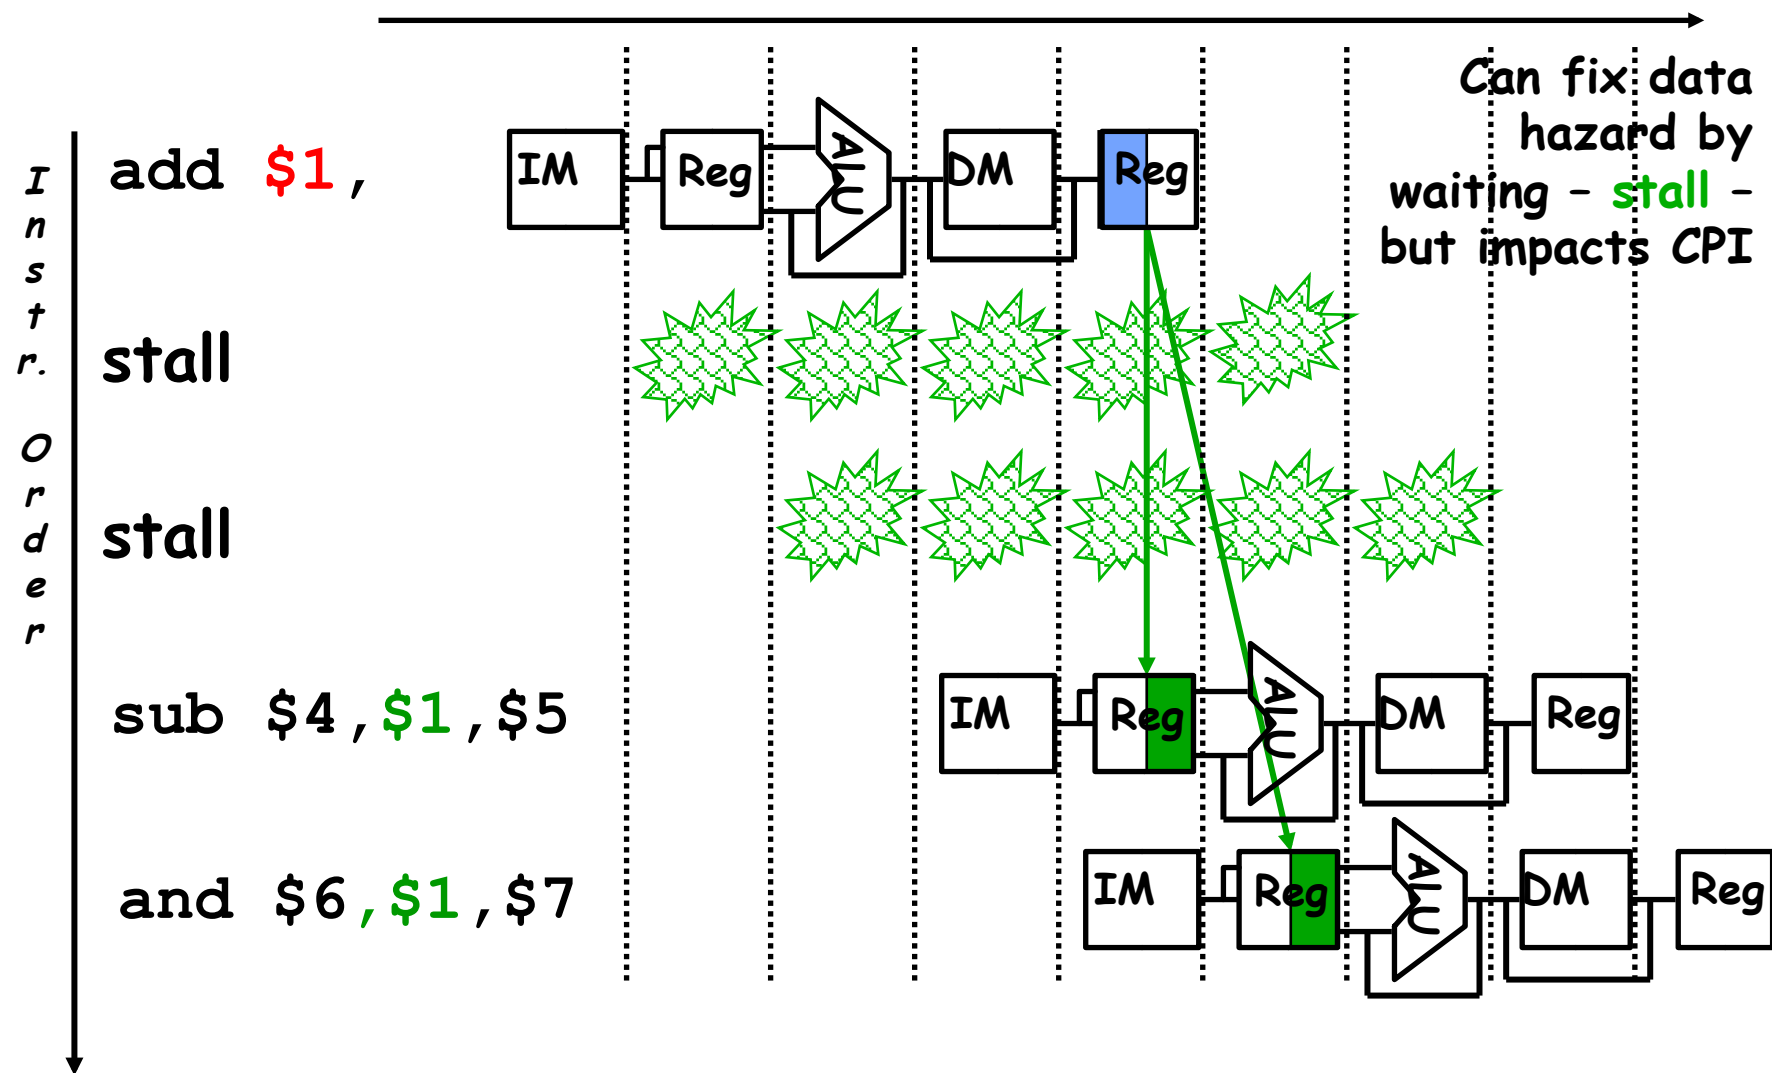 Can fix data
hazard by
waiting – stall –
but impacts CPI
Instr. Order
add $1, IM Reg ALU DM Reg
stall
stall
sub $4,$1,$5 IM Reg ALU DM Reg
and $6,$1,$7 IM Reg ALU DM Reg